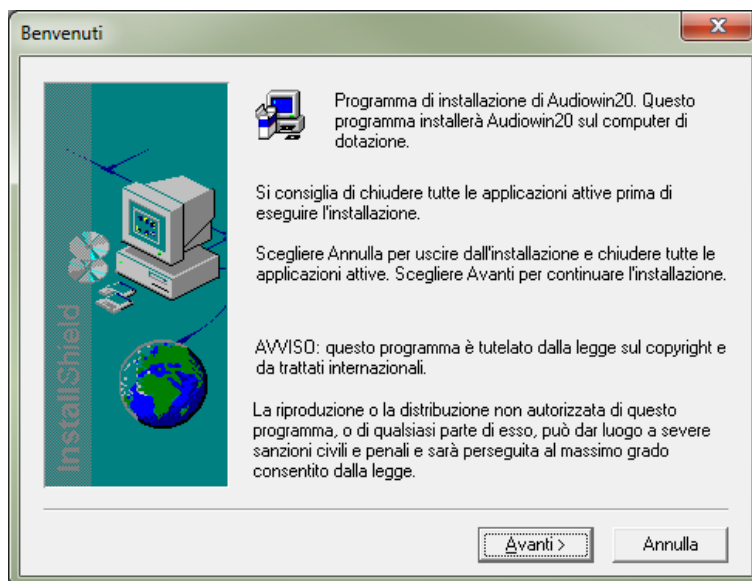 Benvenuti
Programma di installazione di Audiowin20. Questo
programma installerà Audiowin20 sul computer di
dotazione.
Si consiglia di chiudere tutte le applicazioni attive prima di
eseguire l'installazione.
Scegliere Annulla per uscire dall'installazione e chiudere tutte le
applicazioni attive. Scegliere Avanti per continuare l'installazione.
AVVISO: questo programma è tutelato dalla legge sul copyright e
da trattati internazionali.
La riproduzione o la distribuzione non autorizzata di questo
programma, o di qualsiasi parte di esso, può dar luogo a severe
sanzioni civili e penali e sarà perseguita al massimo grado
consentito dalla legge.
InstallShield
Avanti >
Annulla